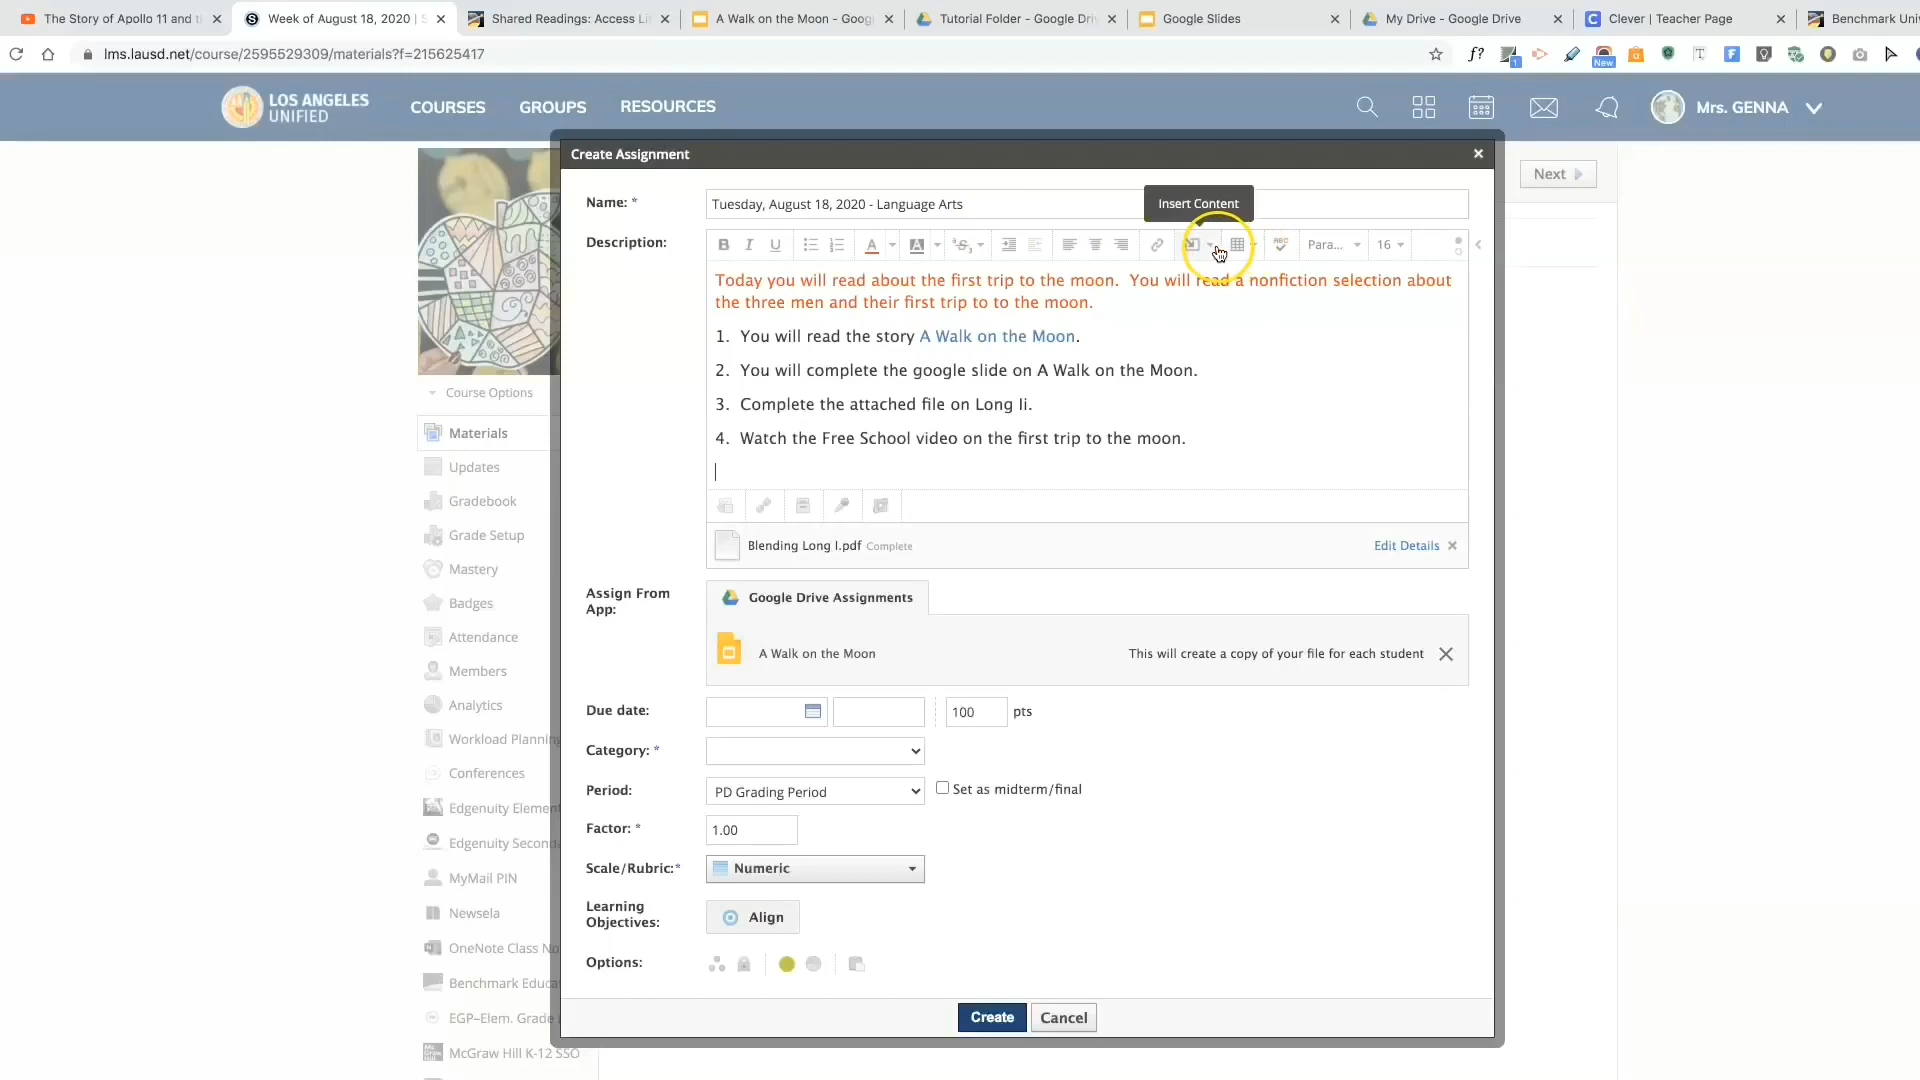 The Story of Apollo 11 and t
Week of August 18, 2020 | S
Shared Readings: Access Li
A Walk on the Moon - Goog
Tutorial Folder - Google Dri
Google Slides
My Drive - Google Drive
Clever | Teacher Page
Benchmark Univ
lms.lausd.net/course/2595529309/materials?f=215625417
f?
1
New
LOS ANGELES
UNIFIED
COURSES
GROUPS
RESOURCES
Mrs. GENNA
Create Assignment
Next
Name: *
Tuesday, August 18, 2020 - Language Arts
Insert Content
Description:
B I U
A
A
Para...
16
Today you will read about the first trip to the moon.  You will read a nonfiction selection about
the three men and their first trip to to the moon.
1. You will read the story A Walk on the Moon.
2. You will complete the google slide on A Walk on the Moon.
3. Complete the attached file on Long Ii.
4. Watch the Free School video on the first trip to the moon.
Blending Long I.pdf Complete
Edit Details
Assign From
App:
Google Drive Assignments
A Walk on the Moon
This will create a copy of your file for each student
Due date:
100 pts
Category: *
Period:
PD Grading Period
Set as midterm/final
Factor: *
1.00
Scale/Rubric:*
Numeric
Learning
Objectives:
Align
Options:
Create
Cancel
Course Options
Materials
Updates
Gradebook
Grade Setup
Mastery
Badges
Attendance
Members
Analytics
Workload Planning
Conferences
Edgenuity Elemen
Edgenuity Seconda
MyMail PIN
Newsela
OneNote Class No
Benchmark Educa
EGP–Elem. Grade
McGraw Hill K-12 SSO